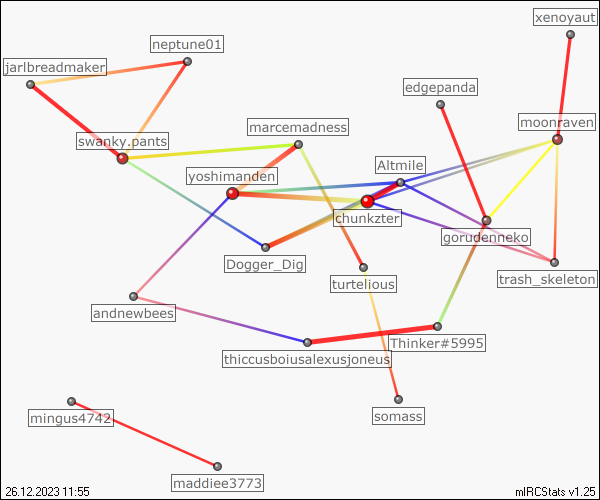 xenoyaut
neptune01
jarlbreadmaker
edgepanda
moonraven
marcemadness
swanky.pants
Altmile
yoshimanden
chunkzter
gorudenneko
Dogger_Dig
trash_skeleton
turtelious
andnewbees
Thinker#5995
thiccusboiusalexusjoneus
somass
mingus4742
maddiee3773
26.12.2023 11:55
mIRCStats v1.25